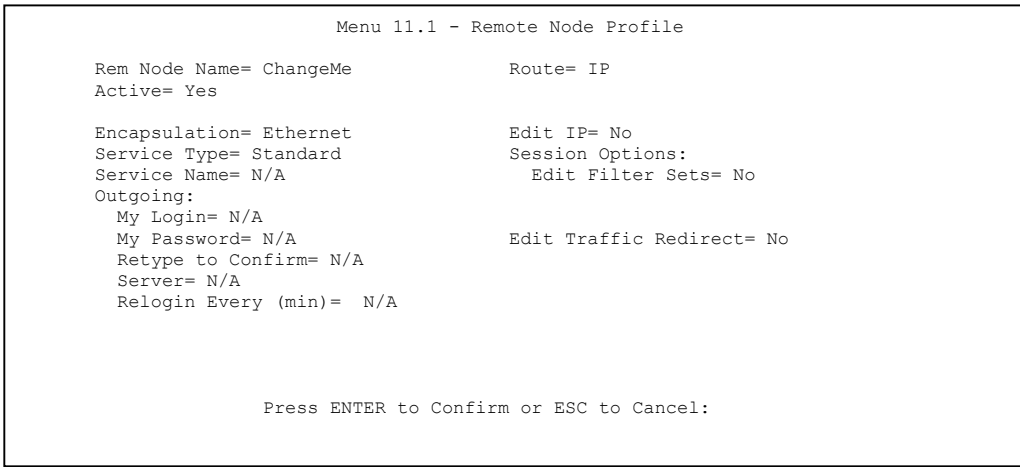 Menu 11.1 - Remote Node Profile
Rem Node Name= ChangeMe Route= IP
Active= Yes
Encapsulation= Ethernet Edit IP= No
Service Type= Standard Session Options:
Service Name= N/A Edit Filter Sets= No
Outgoing:
My Login= N/A
My Password= N/A Edit Traffic Redirect= No
Retype to Confirm= N/A
Server= N/A
Relogin Every (min)= N/A
Press ENTER to Confirm or ESC to Cancel: